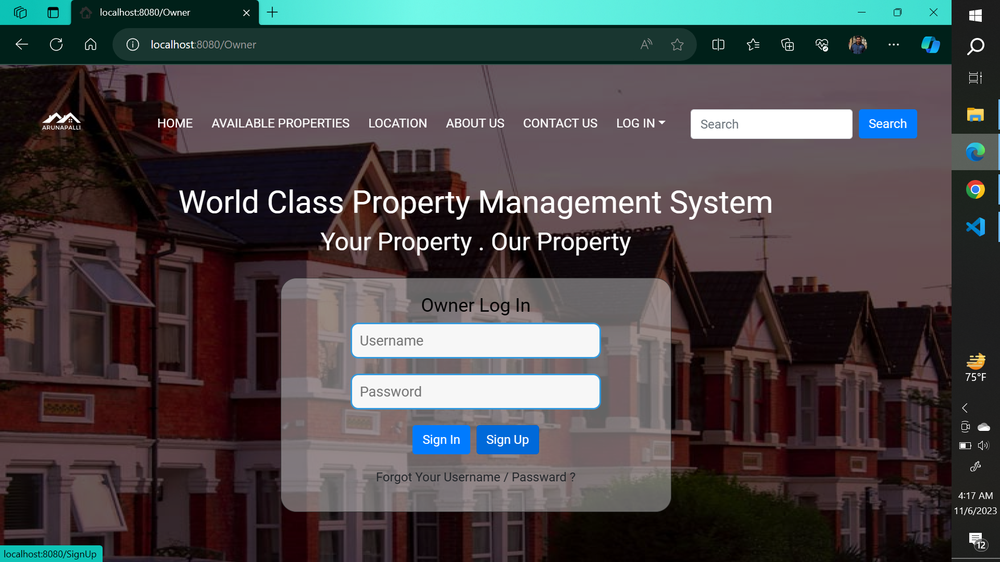 localhost:8080/Owner
localhost:8080/Owner
ARUNAPALLI
HOME AVAILABLE PROPERTIES LOCATION ABOUT US CONTACT US LOG IN Search Search
World Class Property Management System
Your Property . Our Property
Owner Log In
Username
Password
Sign In Sign Up
Forgot Your Username / Passward ?
localhost:8080/SignUp
75°F
4:17 AM
11/6/2023
12